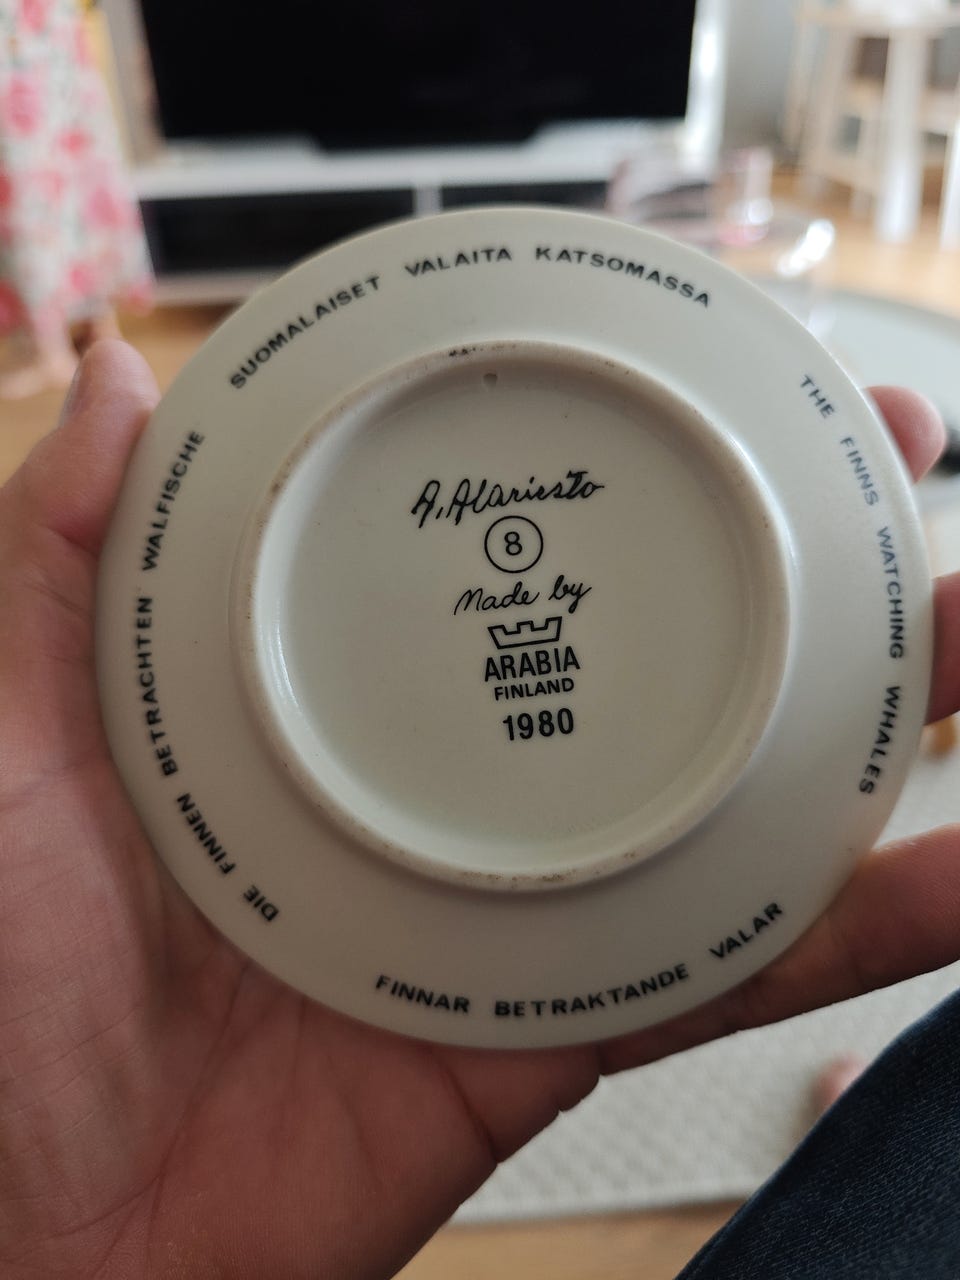 SUOMALAISET VALAITA KATSOMASSA
THE FINNS WATCHING WHALES
FINNAR BETRAKTANDE VALAR
DIE FINNEN BETRACHTEN WALFISCHE
A. Alariesto
8
Made by
ARABIA
FINLAND
1980